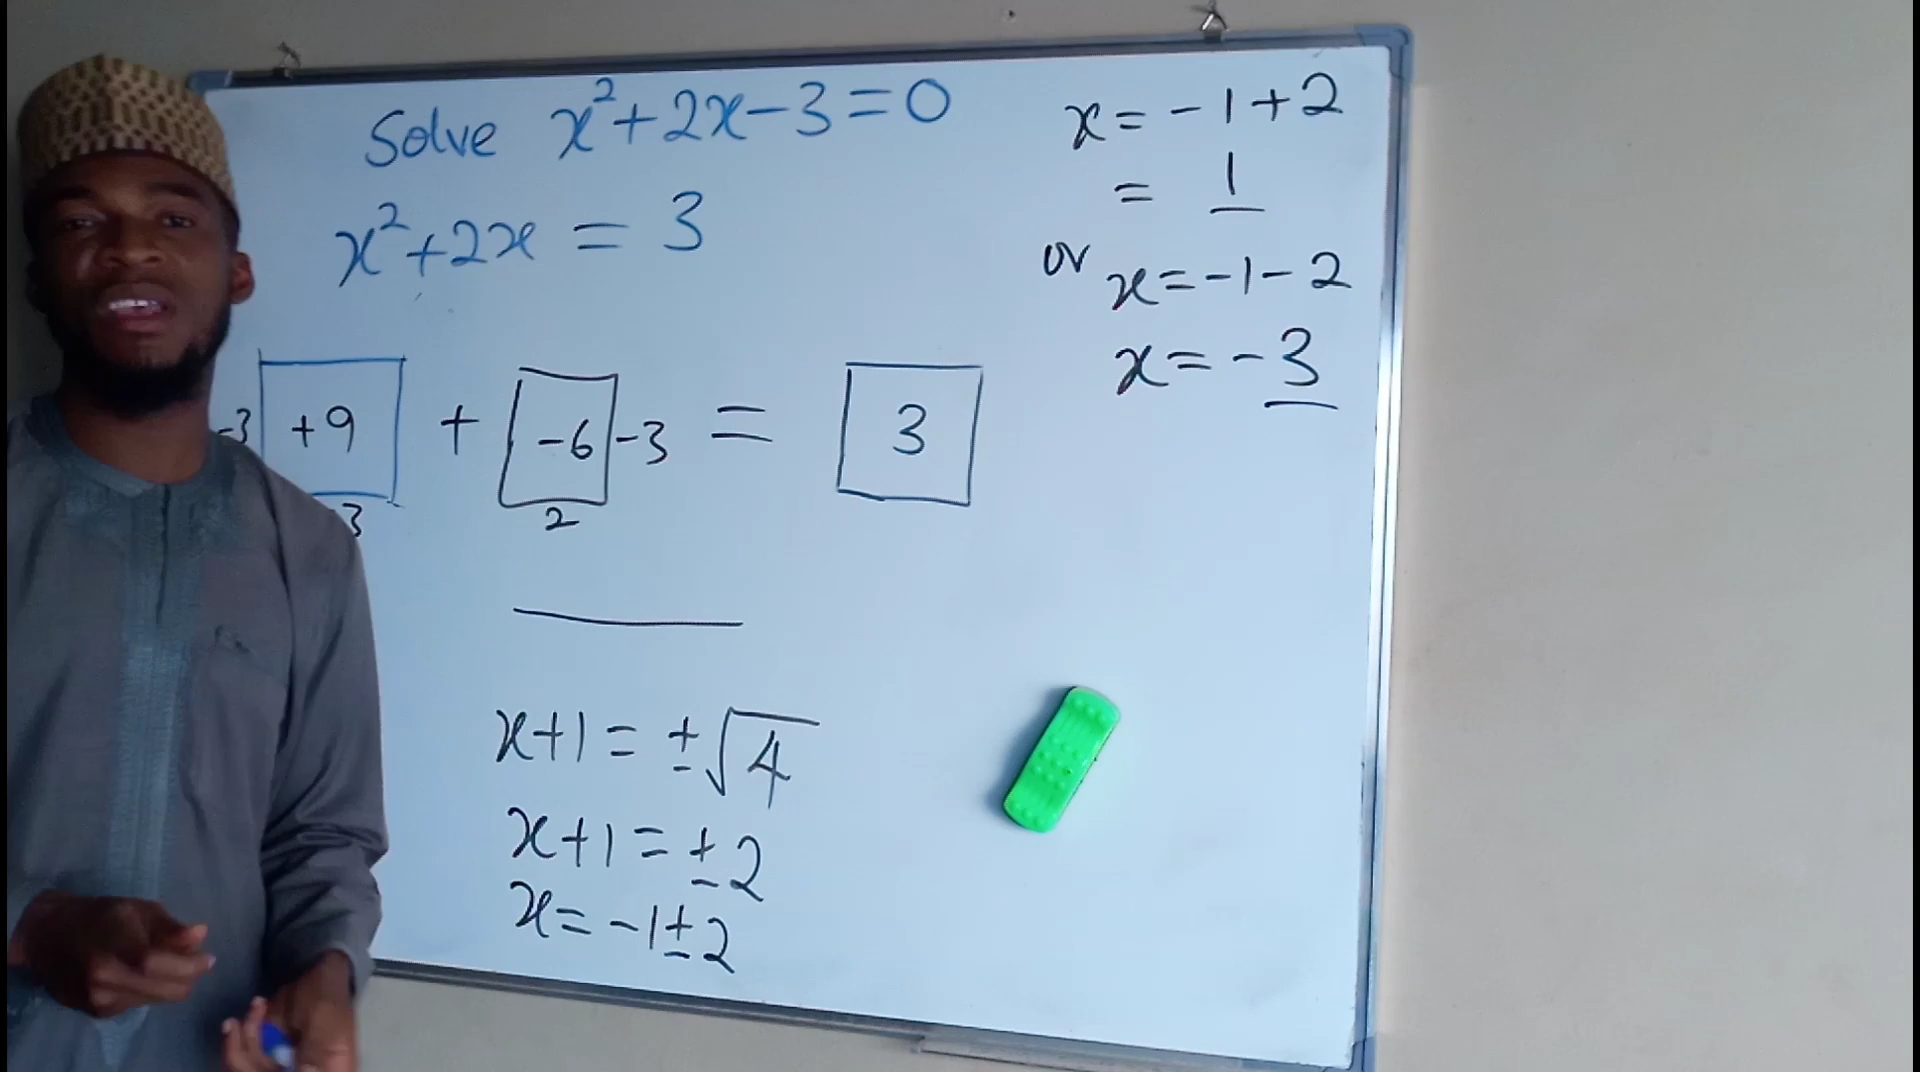 Solve x²+2x-3=0
x²+2x = 3
-3 +9 + -6 -3 = 3
3 2
x+1= ±√4
x+1= ±2
x= -1±2
x= -1+2
= 1
or x= -1-2
x= -3